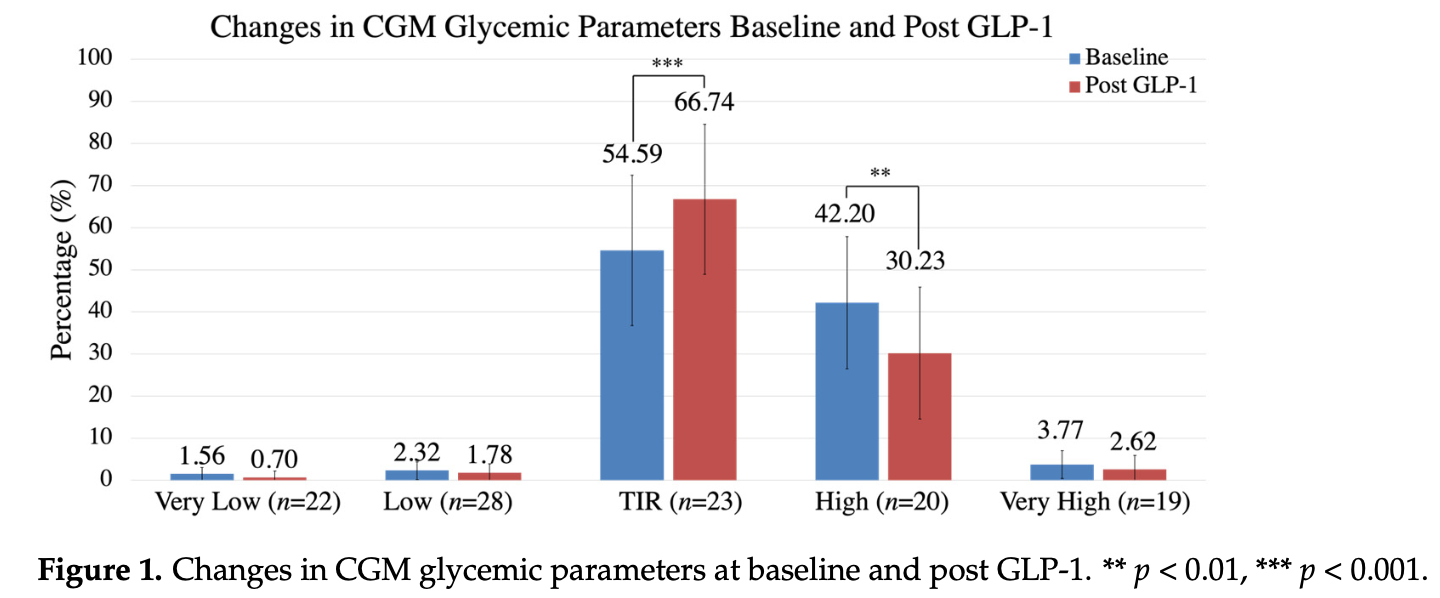 Changes in CGM Glycemic Parameters Baseline and Post GLP-1
Baseline
Post GLP-1
Percentage (%)
100
90
80
70
60
50
40
30
20
10
0
1.56
0.70
2.32
1.78
54.59
***
66.74
42.20
**
30.23
3.77
2.62
Very Low (n=22)
Low (n=28)
TIR (n=23)
High (n=20)
Very High (n=19)
Figure 1. Changes in CGM glycemic parameters at baseline and post GLP-1. ** p < 0.01, *** p < 0.001.